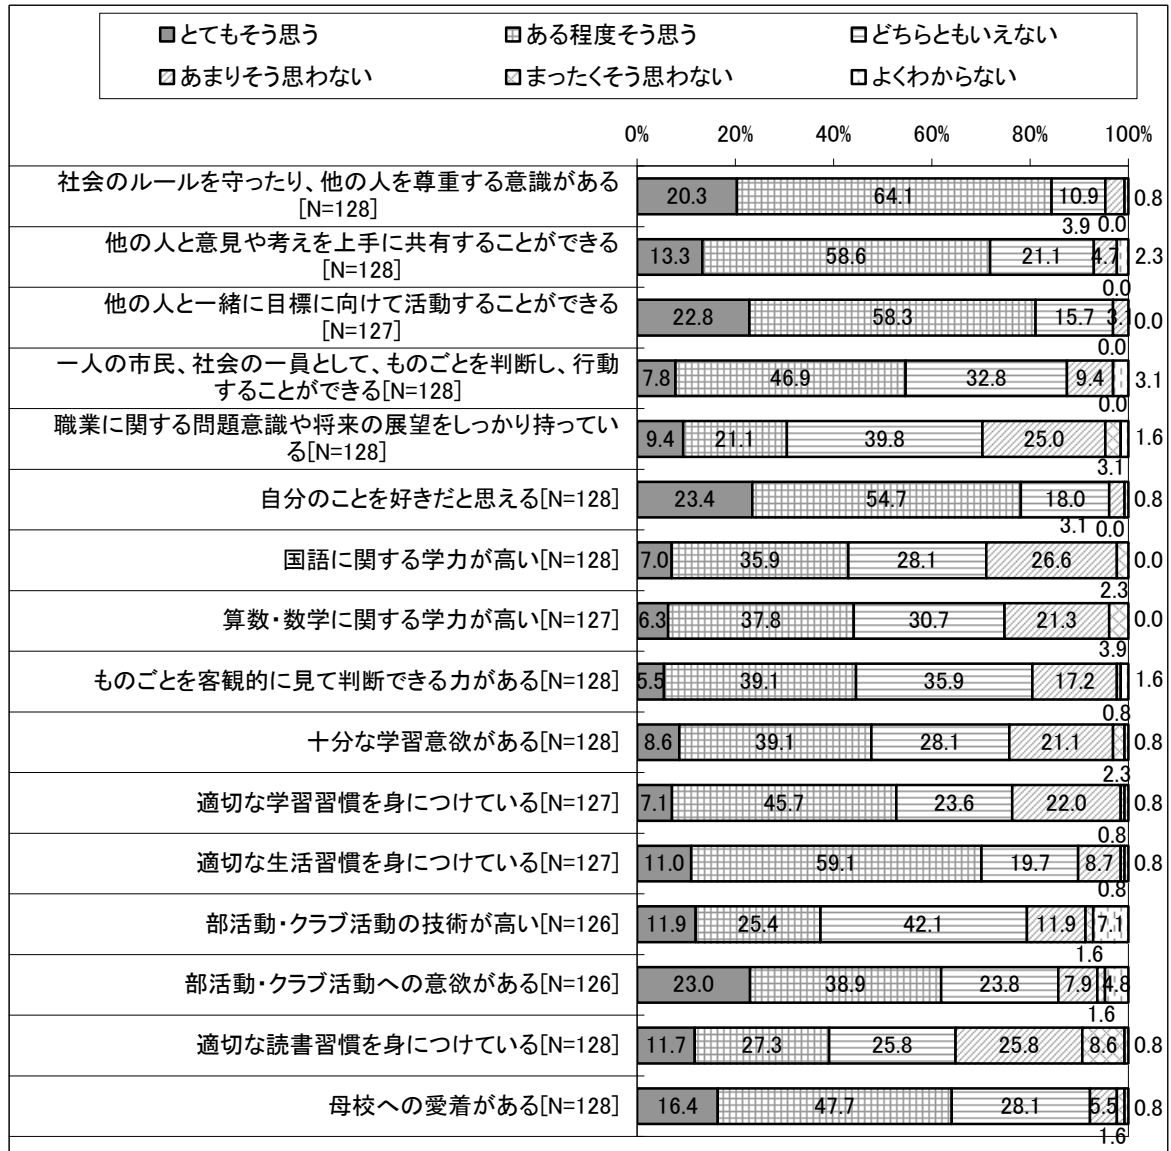 とてもそう思う ある程度そう思う どちらともいえない
あまりそう思わない まったくそう思わない よくわからない
0% 20% 40% 60% 80% 100%
社会のルールを守ったり、他の人を尊重する意識がある
[N=128]
20.3 64.1 10.9 0.8
3.9 0.0
他の人と意見や考えを上手に共有することができる
[N=128]
13.3 58.6 21.1 4.7 2.3
0.0
他の人と一緒に目標に向けて活動することができる
[N=127]
22.8 58.3 15.7 3. 0.0
0.0
一人の市民、社会の一員として、ものごとを判断し、行動
することができる[N=128]
7.8 46.9 32.8 9.4 3.1
0.0
職業に関する問題意識や将来の展望をしっかり持ってい
る[N=128]
9.4 21.1 39.8 25.0 1.6
3.1
自分のことを好きだと思える[N=128]
23.4 54.7 18.0 0.8
3.1 0.0
国語に関する学力が高い[N=128]
7.0 35.9 28.1 26.6 0.0
2.3
算数・数学に関する学力が高い[N=127]
6.3 37.8 30.7 21.3 0.0
3.9
ものごとを客観的に見て判断できる力がある[N=128]
5.5 39.1 35.9 17.2 1.6
0.8
十分な学習意欲がある[N=128]
8.6 39.1 28.1 21.1 0.8
2.3
適切な学習習慣を身につけている[N=127]
7.1 45.7 23.6 22.0 0.8
0.8
適切な生活習慣を身につけている[N=127]
11.0 59.1 19.7 8.7 0.8
0.8
部活動・クラブ活動の技術が高い[N=126]
11.9 25.4 42.1 11.9 7.1
1.6
部活動・クラブ活動への意欲がある[N=126]
23.0 38.9 23.8 7.9 4.8
1.6
適切な読書習慣を身につけている[N=128]
11.7 27.3 25.8 25.8 8.6 0.8
母校への愛着がある[N=128]
16.4 47.7 28.1 5.5 0.8
1.6